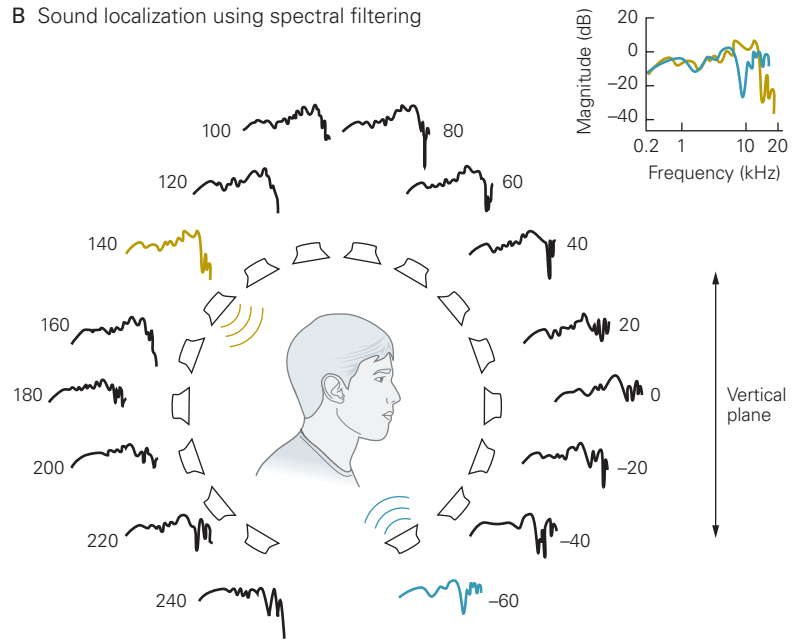 B Sound localization using spectral filtering
Magnitude (dB)
20
0
−20
−40
0.2 1 10 20
Frequency (kHz)
100 80
120 60
140 40
160 20
180 0
200 −20
220 −40
240 −60
Vertical
plane